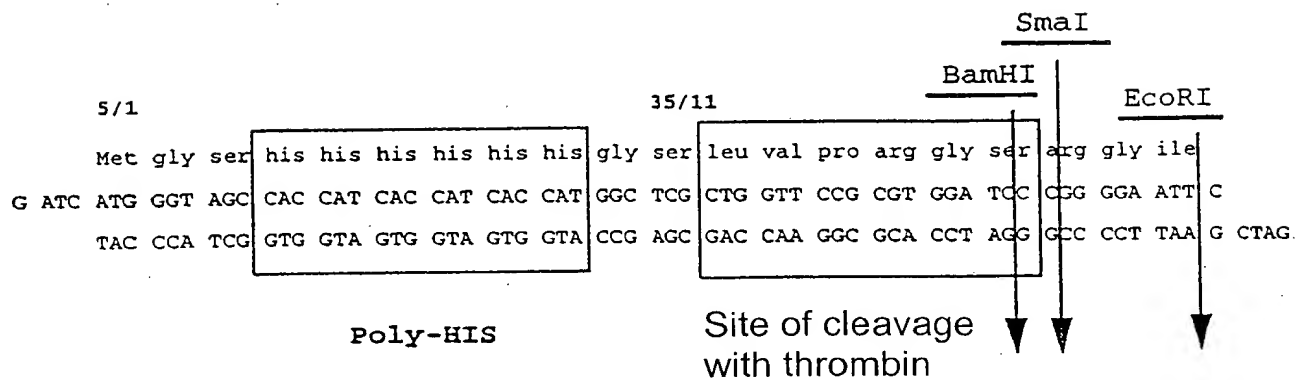 SmaI
BamHI
5/1 35/11 EcoRI
Met gly ser his his his his his his gly ser leu val pro arg gly ser arg gly ile
G ATC ATG GGT AGC CAC CAT CAC CAT CAC CAT GGC TCG CTG GTT CCG CGT GGA TCC CGG GGA ATT C
TAC CCA TCG GTG GTA GTG GTA GTG GTA CCG AGC GAC CAA GGC GCA CCT AGG GCC CCT TAA G CTAG
Poly-HIS
Site of cleavage
with thrombin